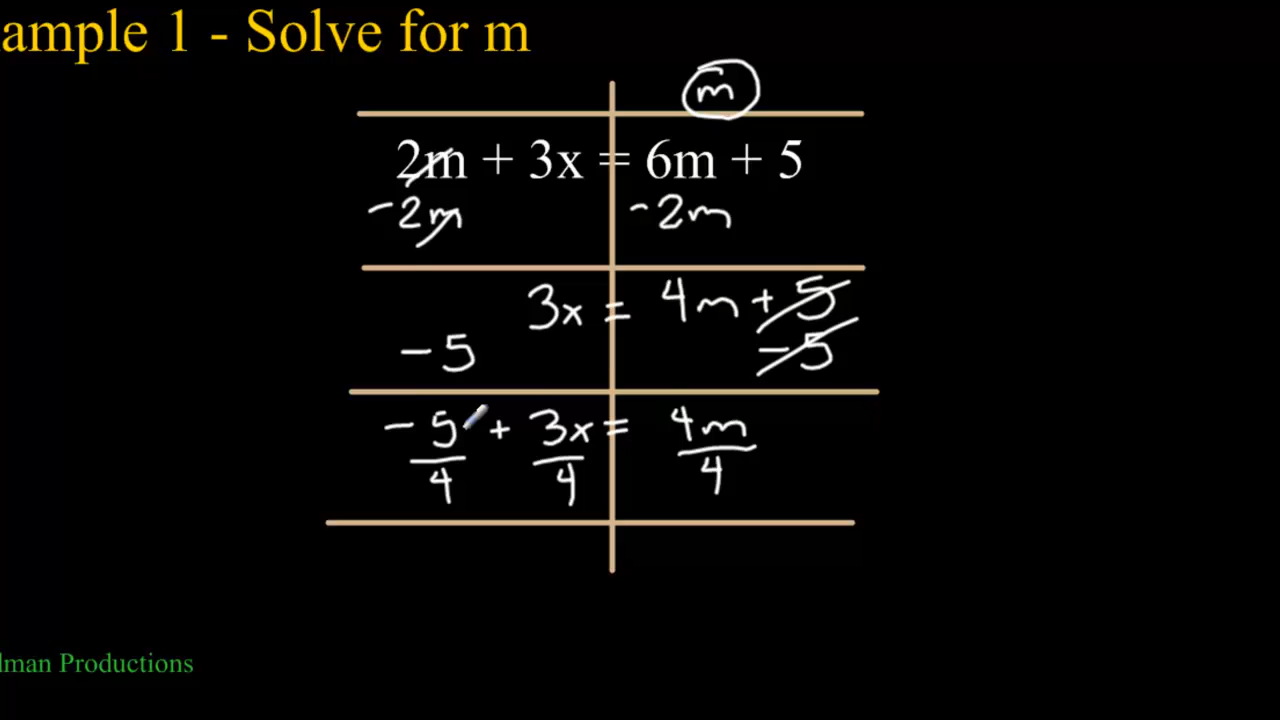 ample 1 - Solve for m
m
2m + 3x = 6m + 5
-2m -2m
3x = 4m + 5
-5 -5
-5 + 3x = 4m
4 4 4
lman Productions